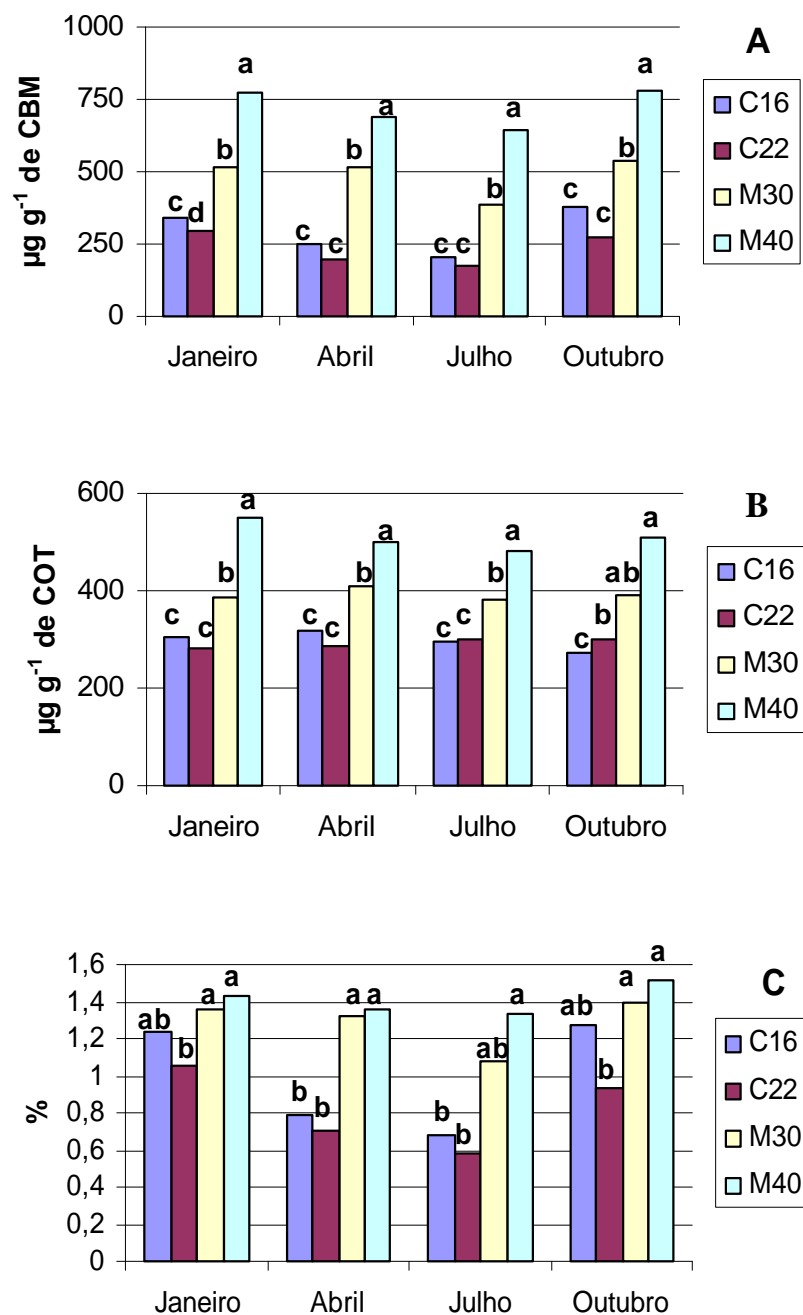 A
µg g-1 de CBM
1000
750
500
250
0
c d b a
c c b a
c c b a
c c b a
Janeiro Abril Julho Outubro
C16
C22
M30
M40
B
µg g-1 de COT
600
400
200
0
c c b a
c c b a
c c b a
c b ab a
Janeiro Abril Julho Outubro
C16
C22
M30
M40
C
%
1,6
1,4
1,2
1
0,8
0,6
0,4
0,2
0
ab b a a
b b a a
b b ab a
ab b a a
Janeiro Abril Julho Outubro
C16
C22
M30
M40